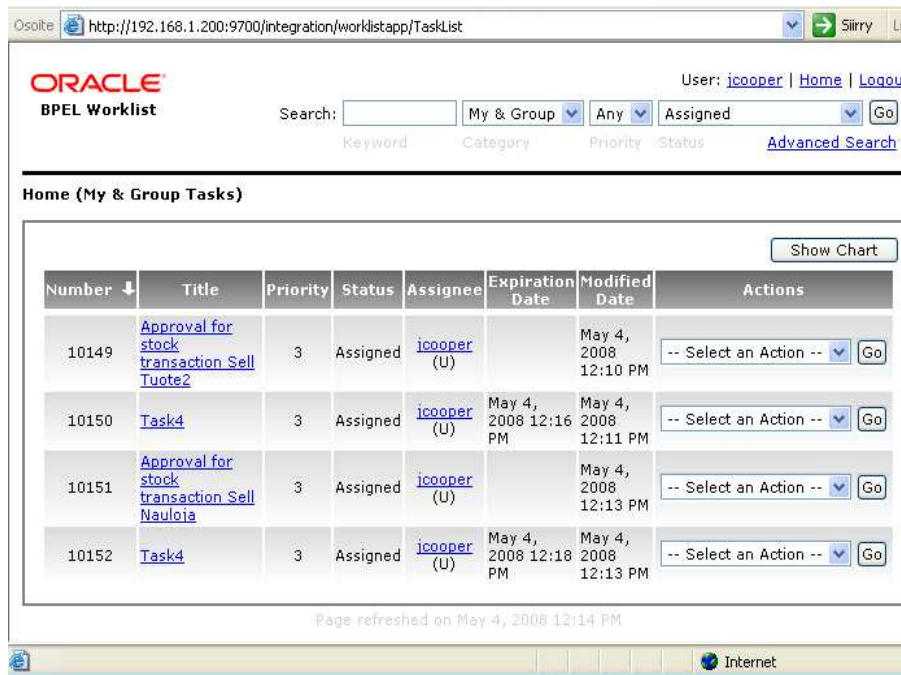 Osoite http://192.168.1.200:9700/integration/worklistapp/TaskList Siirry
ORACLE
BPEL Worklist
User: jcooper | Home | Logou
Search: My & Group Any Assigned Go
Keyword Category Priority Status Advanced Search
Home (My & Group Tasks)
Show Chart
Number Title Priority Status Assignee Expiration Date Modified Date Actions
10149 Approval for stock transaction Sell Tuote2 3 Assigned jcooper (U) May 4, 2008 12:10 PM -- Select an Action -- Go
10150 Task4 3 Assigned jcooper (U) May 4, 2008 12:16 PM May 4, 2008 12:11 PM -- Select an Action -- Go
10151 Approval for stock transaction Sell Nauloja 3 Assigned jcooper (U) May 4, 2008 12:13 PM -- Select an Action -- Go
10152 Task4 3 Assigned jcooper (U) May 4, 2008 12:18 PM May 4, 2008 12:13 PM -- Select an Action -- Go
Page refreshed on May 4, 2008 12:14 PM
Internet